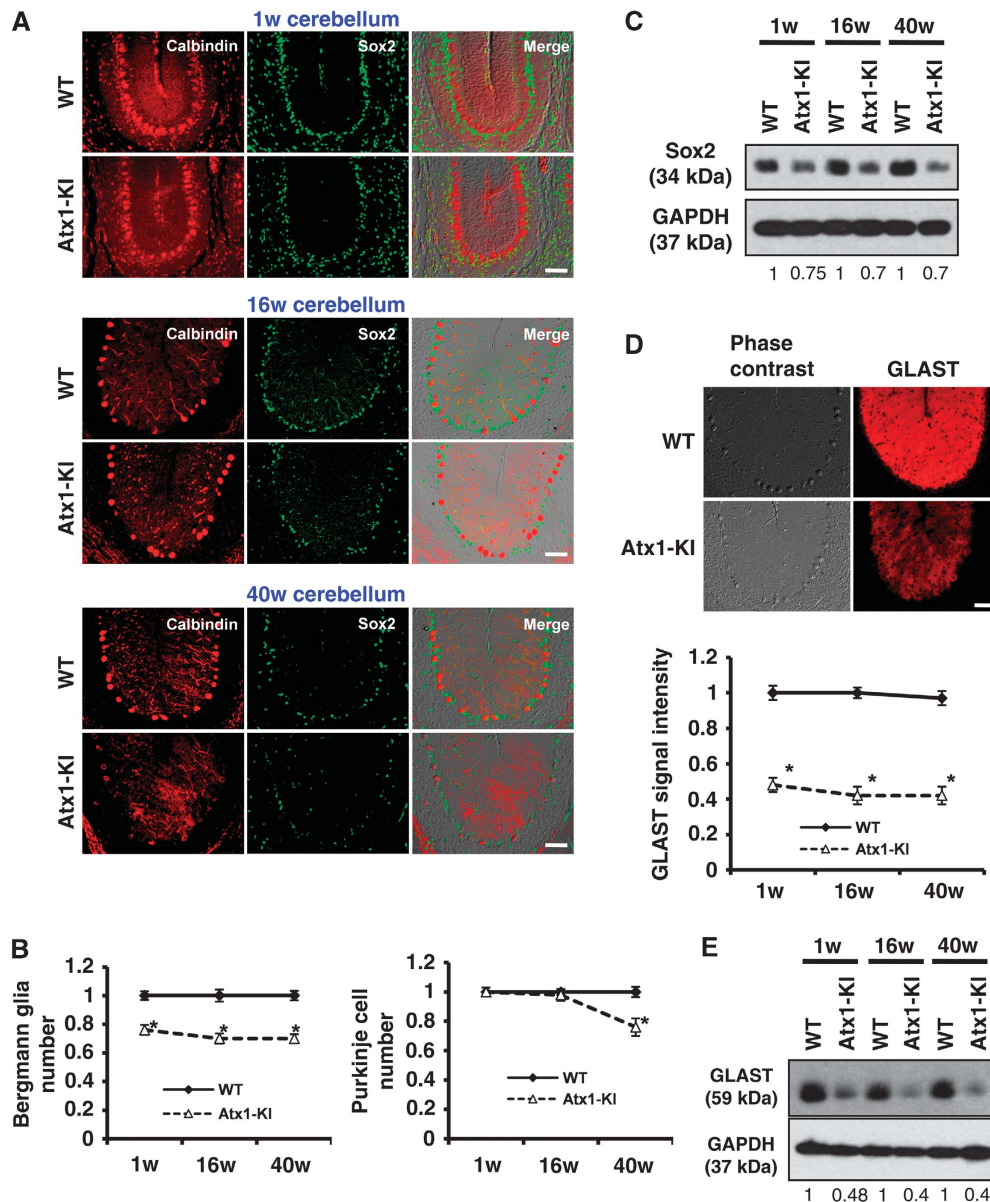 A
1w cerebellum
Calbindin Sox2 Merge
WT
Atx1-KI
16w cerebellum
Calbindin Sox2 Merge
WT
Atx1-KI
40w cerebellum
Calbindin Sox2 Merge
WT
Atx1-KI
B
Bergmann glia
number
1.2
1
0.8
0.6
0.4
0.2
0
* * *
WT
Atx1-KI
1w 16w 40w
Purkinje cell
number
1.2
1
0.8
0.6
0.4
0.2
0
*
WT
Atx1-KI
1w 16w 40w
C
1w 16w 40w
WT Atx1-KI WT Atx1-KI WT Atx1-KI
Sox2
(34 kDa)
GAPDH
(37 kDa)
1 0.75 1 0.7 1 0.7
D
Phase
contrast
GLAST
WT
Atx1-KI
GLAST signal intensity
1.2
1
0.8
0.6
0.4
0.2
0
* * *
WT
Atx1-KI
1w 16w 40w
E
1w 16w 40w
WT Atx1-KI WT Atx1-KI WT Atx1-KI
GLAST
(59 kDa)
GAPDH
(37 kDa)
1 0.48 1 0.4 1 0.4